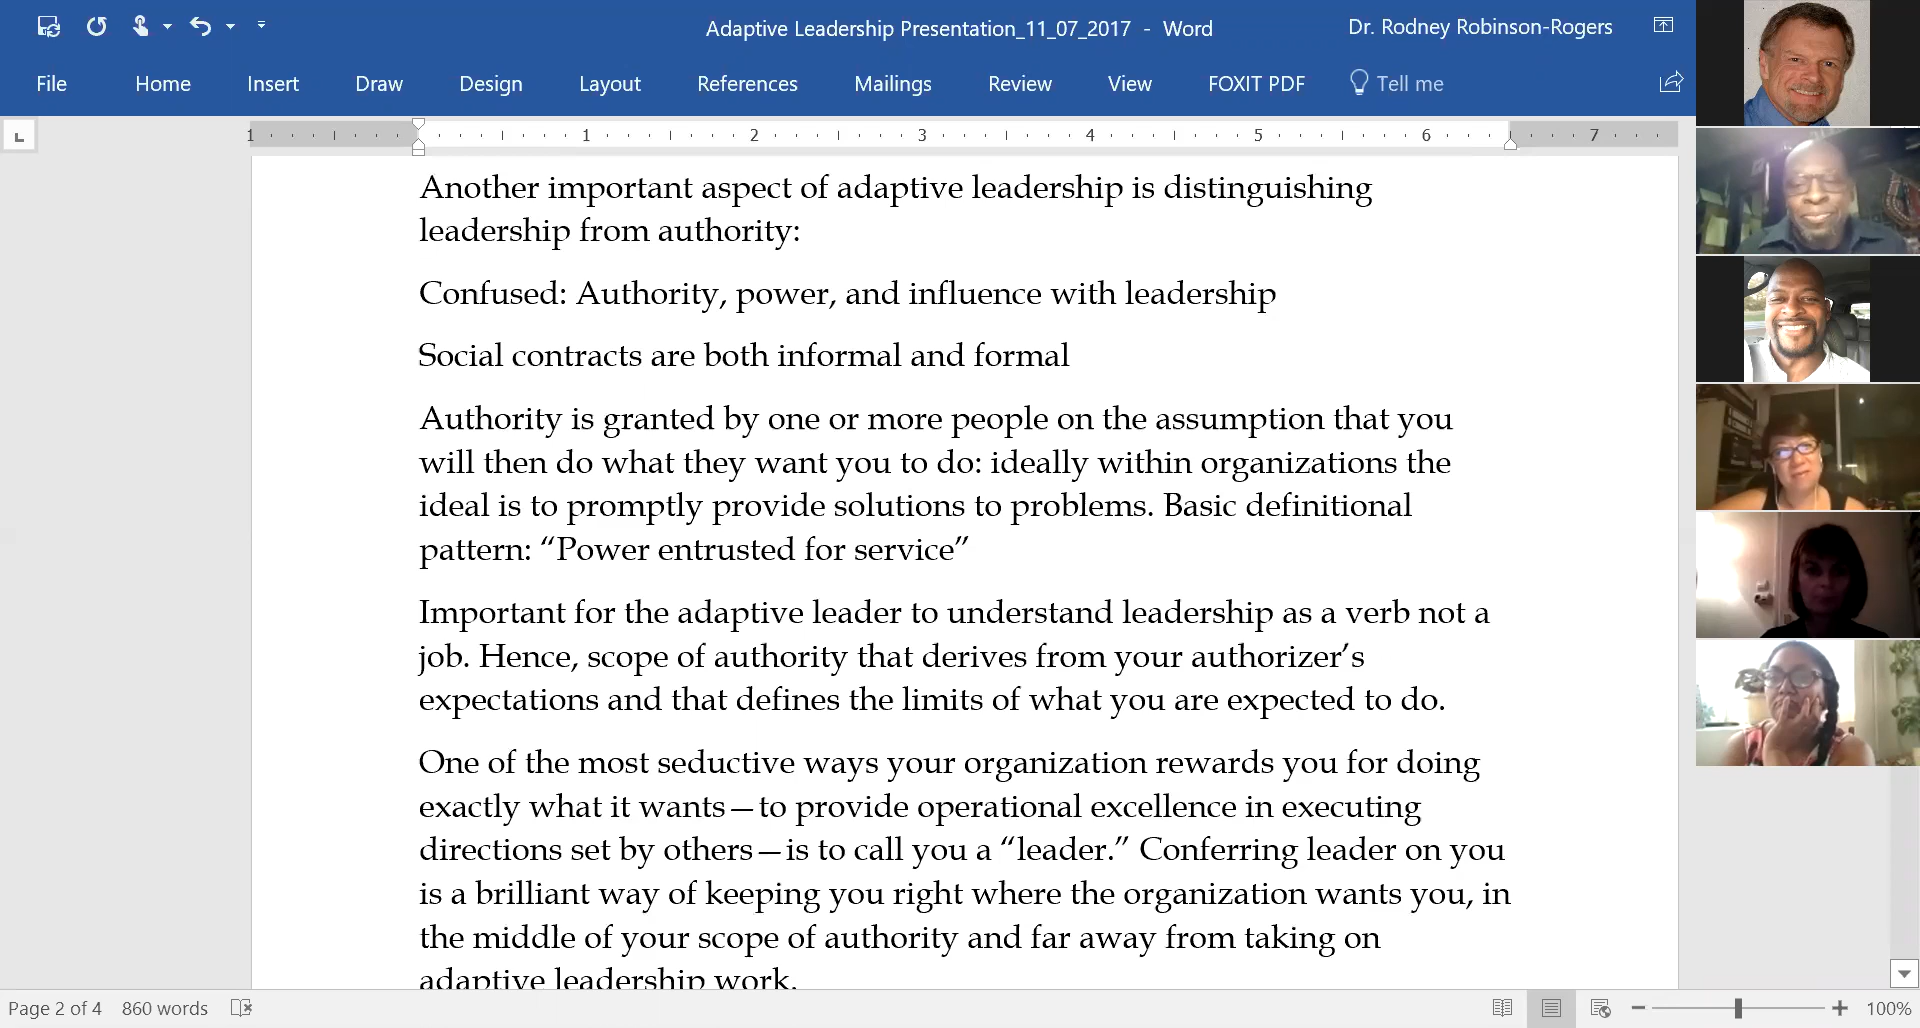 Adaptive Leadership Presentation_11_07_2017 - Word
Dr. Rodney Robinson-Rogers
File Home Insert Draw Design Layout References Mailings Review View FOXIT PDF Tell me
1 1 2 3 4 5 6 7
Another important aspect of adaptive leadership is distinguishing
leadership from authority:
Confused: Authority, power, and influence with leadership
Social contracts are both informal and formal
Authority is granted by one or more people on the assumption that you
will then do what they want you to do: ideally within organizations the
ideal is to promptly provide solutions to problems. Basic definitional
pattern: “Power entrusted for service”
Important for the adaptive leader to understand leadership as a verb not a
job. Hence, scope of authority that derives from your authorizer’s
expectations and that defines the limits of what you are expected to do.
One of the most seductive ways your organization rewards you for doing
exactly what it wants—to provide operational excellence in executing
directions set by others—is to call you a “leader.” Conferring leader on you
is a brilliant way of keeping you right where the organization wants you, in
the middle of your scope of authority and far away from taking on
adaptive leadership work.
Page 2 of 4 860 words 100%